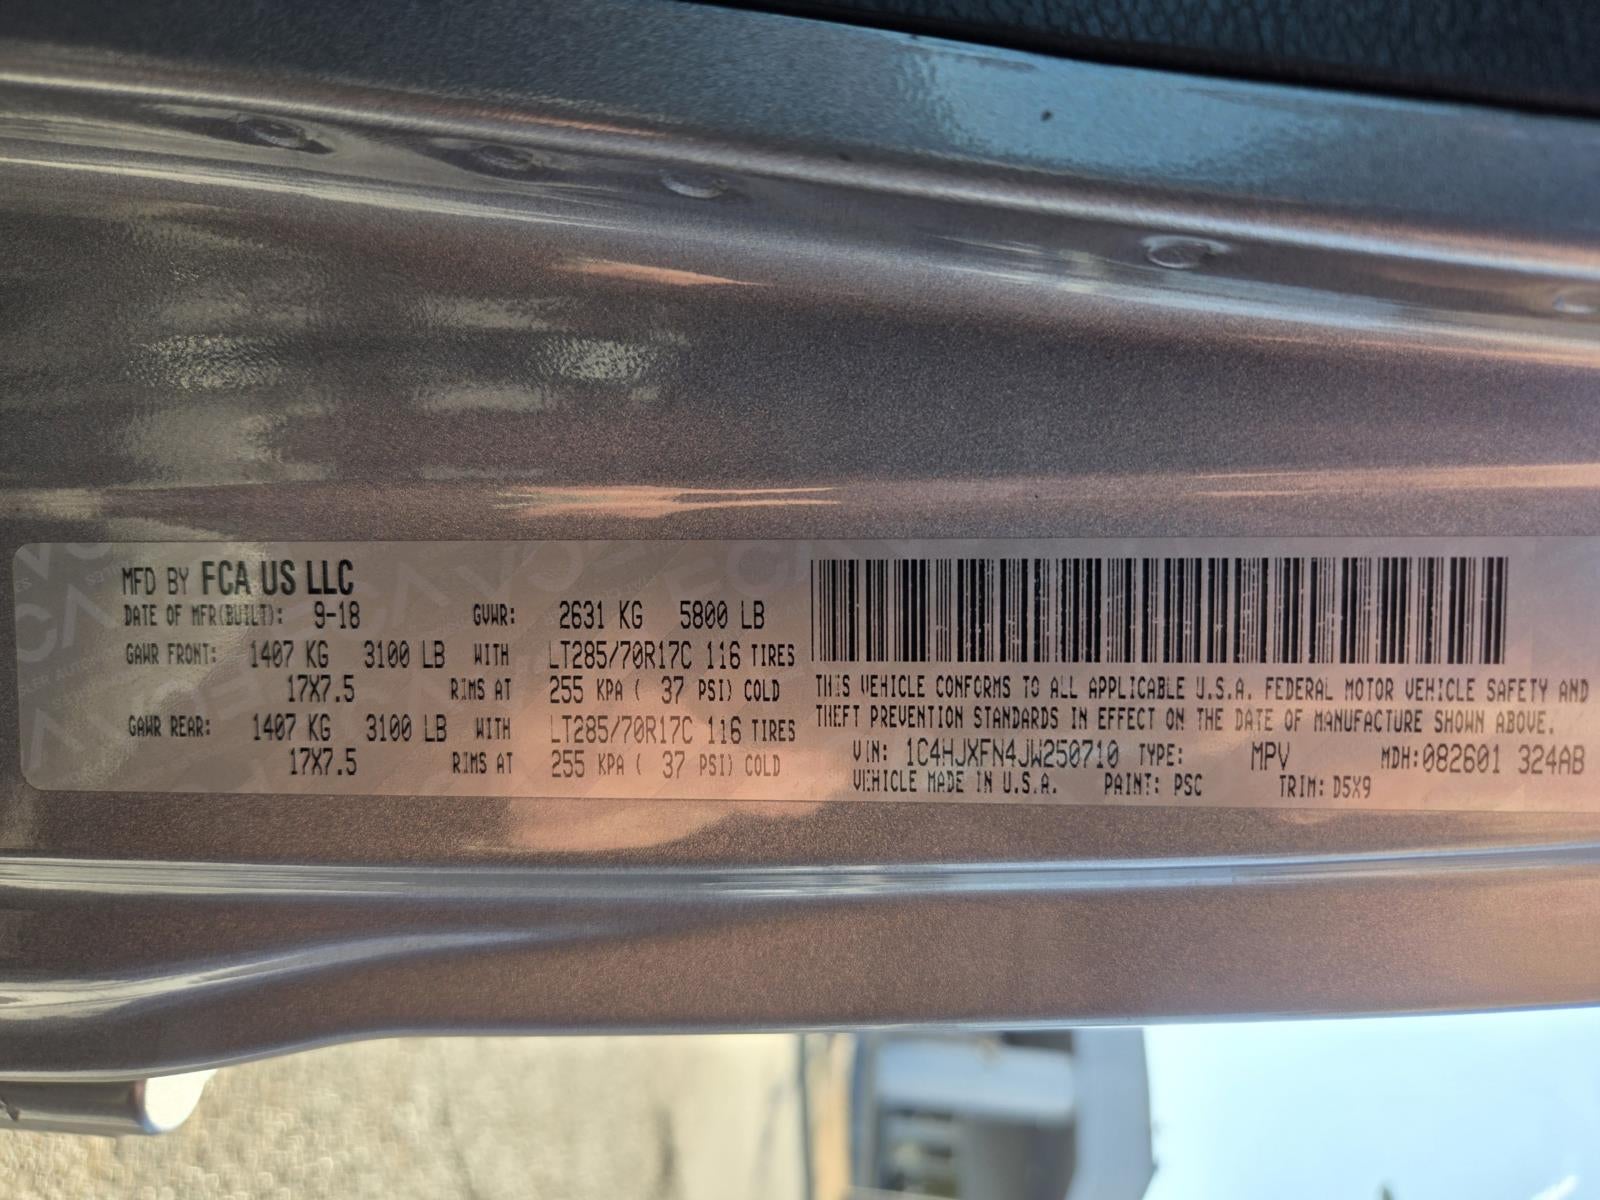 MFD BY FCA US LLC
DATE OF MFR(BUILT): 9-18 GVWR: 2631 KG 5800 LB
GAWR FRONT: 1407 KG 3100 LB WITH LT285/70R17C 116 TIRES
17X7.5 RIMS AT 255 KPA ( 37 PSI) COLD
GAWR REAR: 1407 KG 3100 LB WITH LT285/70R17C 116 TIRES
17X7.5 RIMS AT 255 KPA ( 37 PSI) COLD
THIS VEHICLE CONFORMS TO ALL APPLICABLE U.S.A. FEDERAL MOTOR VEHICLE SAFETY AND
THEFT PREVENTION STANDARDS IN EFFECT ON THE DATE OF MANUFACTURE SHOWN ABOVE.
VIN: 1C4HJXFN4JW250710 TYPE: MPV MDH:082601 324AB
VEHICLE MADE IN U.S.A. PAINT: PSC TRIM: D5X9